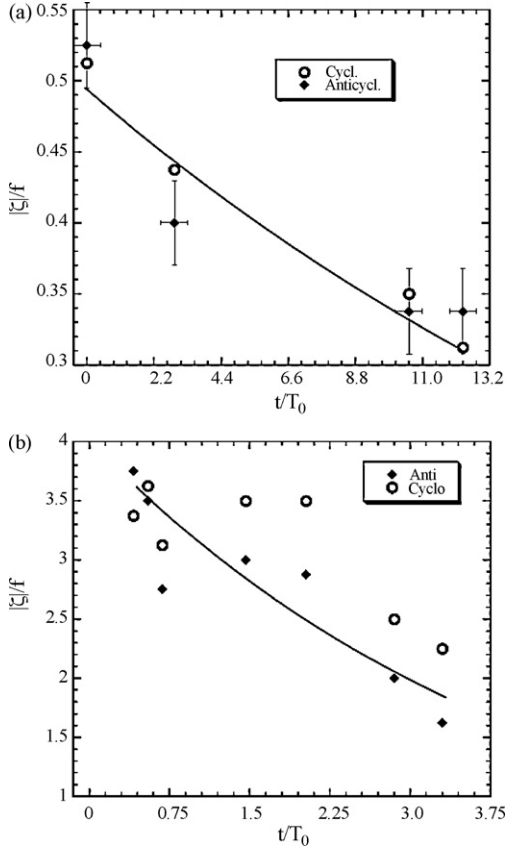 (a)
0.55
0.5
0.45
0.4
0.35
0.3
|ζ|/f
Cycl.
Anticycl.
0 2.2 4.4 6.6 8.8 11.0 13.2
t/T₀
(b)
4
3.5
3
2.5
2
1.5
1
|ζ|/f
Anti
Cyclo
0 0.75 1.5 2.25 3.0 3.75
t/T₀